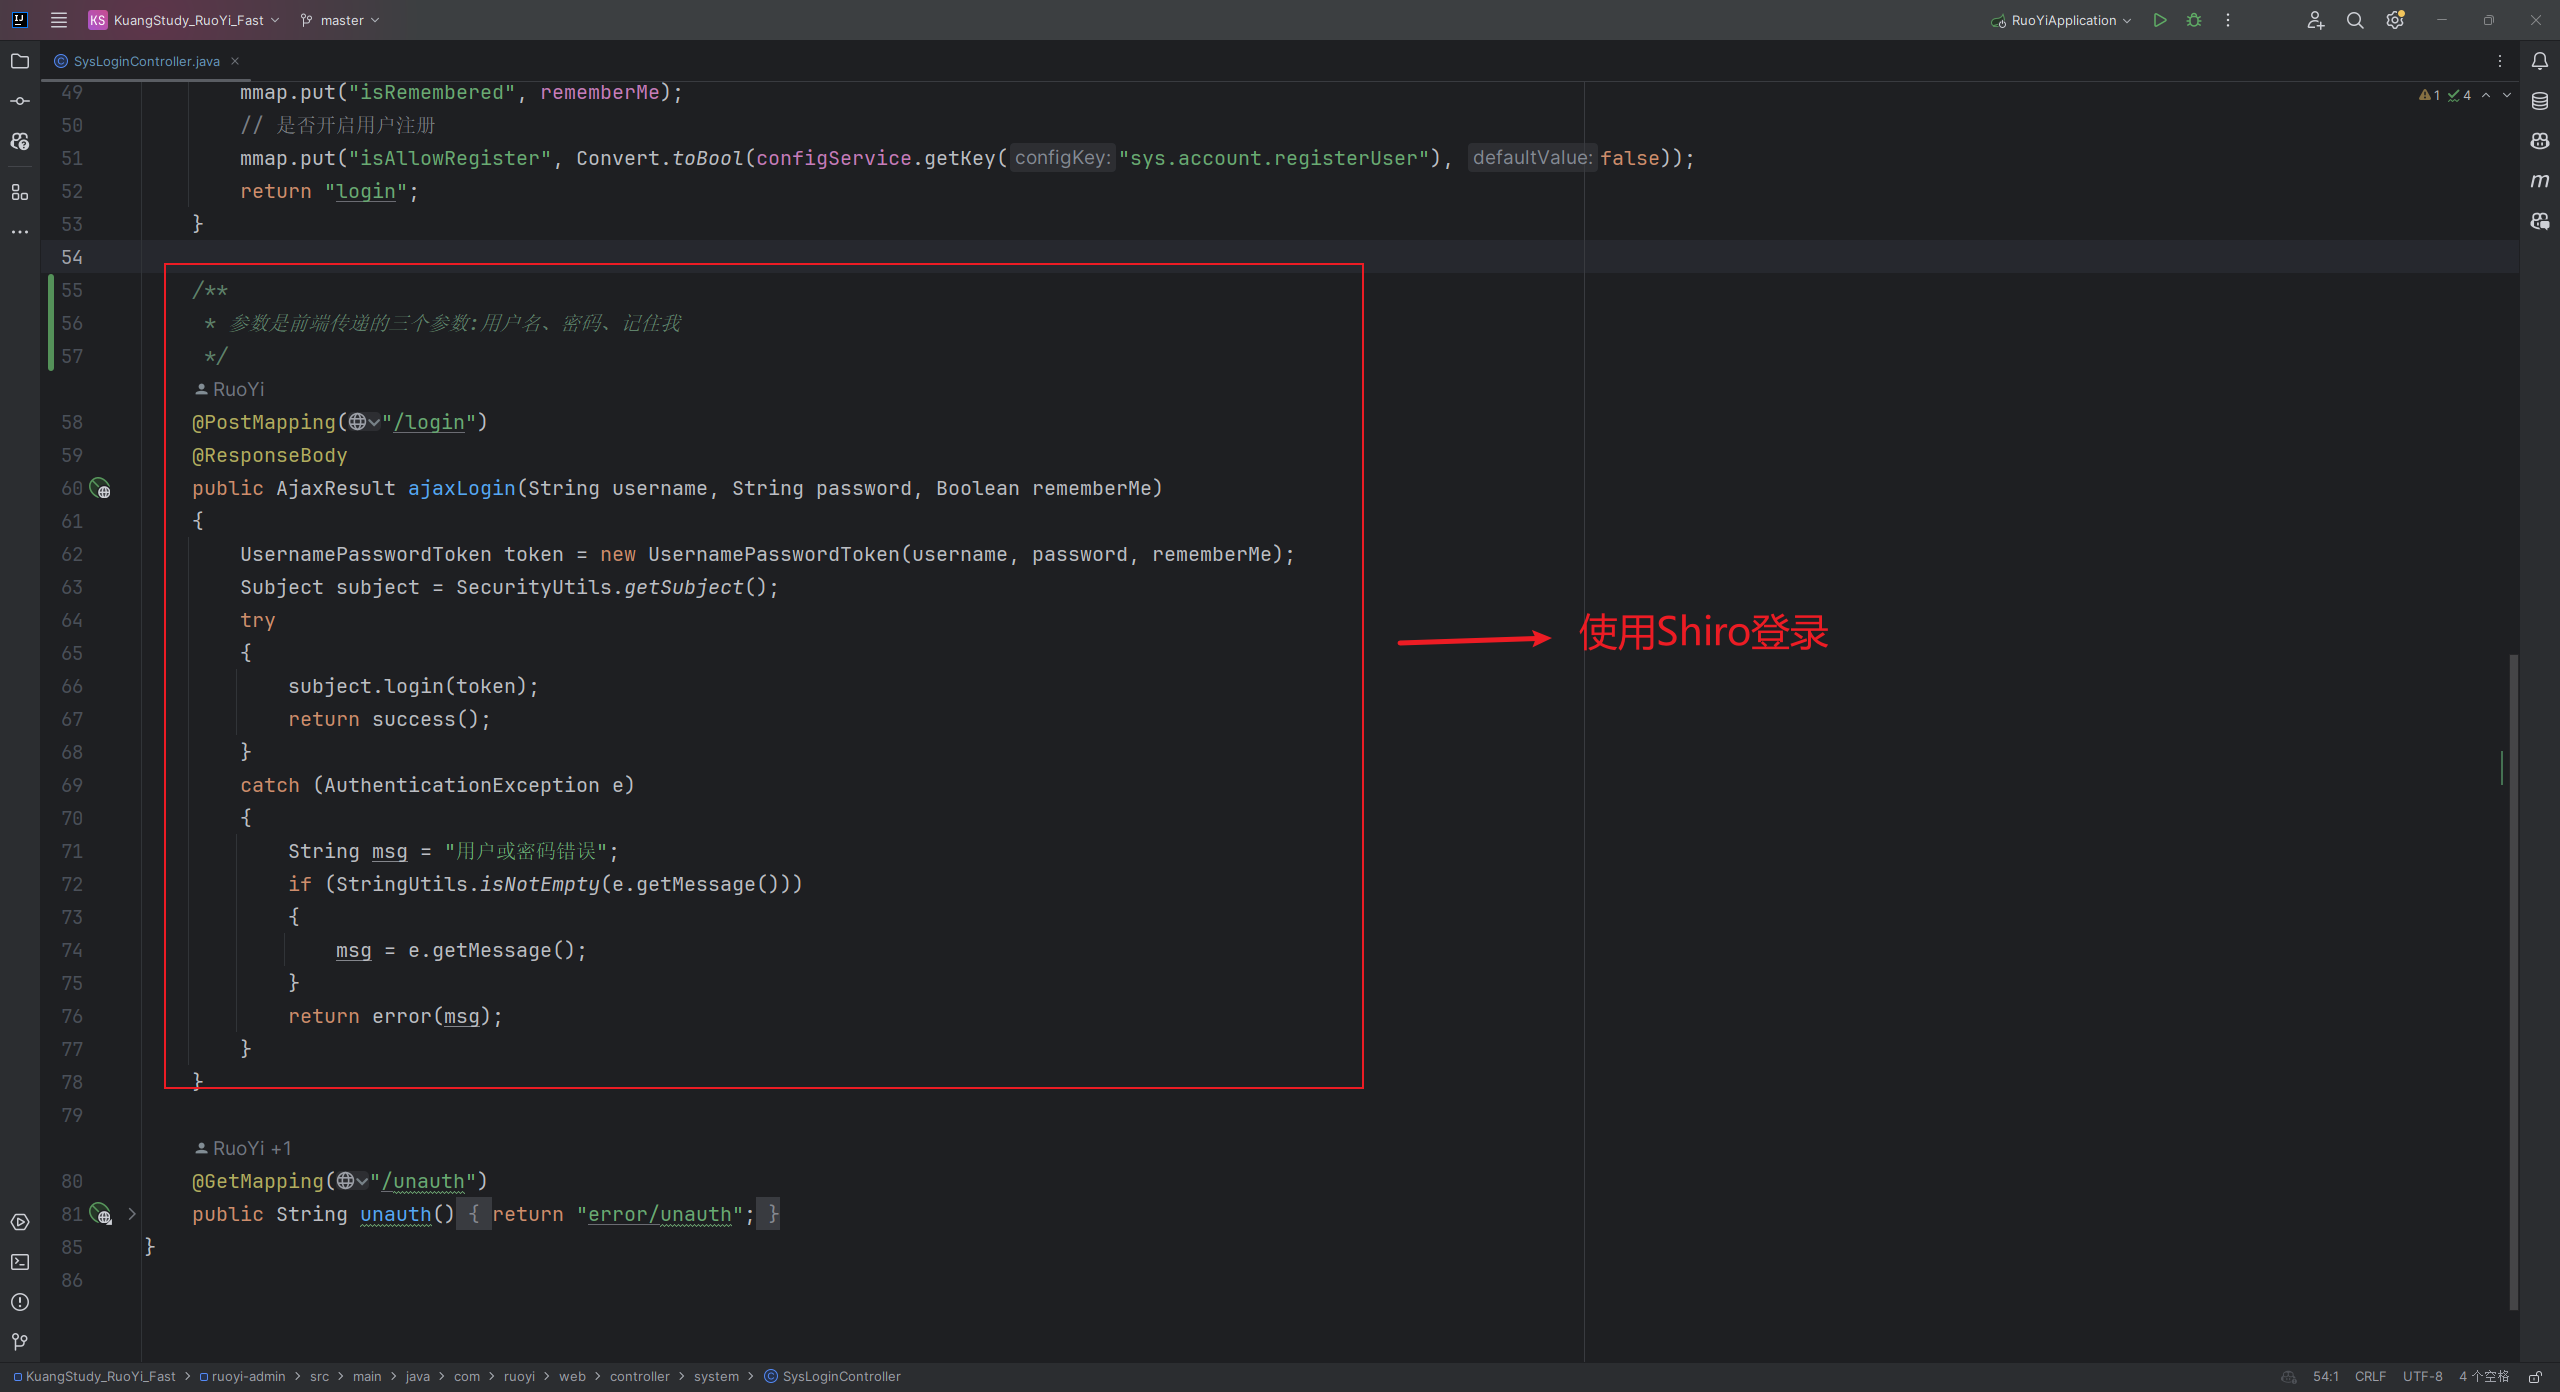 KS KuangStudy_RuoYi_Fast master RuoYiApplication
SysLoginController.java
49 mmap.put("isRemembered", rememberMe);
1 4
50 // 是否开启用户注册
51 mmap.put("isAllowRegister", Convert.toBool(configService.getKey( configKey: "sys.account.registerUser"), defaultValue: false));
52 return "login";
53 }
54
55 /**
56 * 参数是前端传递的三个参数:用户名、密码、记住我
57 */
RuoYi
58 @PostMapping("/login")
59 @ResponseBody
60 public AjaxResult ajaxLogin(String username, String password, Boolean rememberMe)
61 {
62 UsernamePasswordToken token = new UsernamePasswordToken(username, password, rememberMe);
63 Subject subject = SecurityUtils.getSubject();
64 try
使用Shiro登录
65 {
66 subject.login(token);
67 return success();
68 }
69 catch (AuthenticationException e)
70 {
71 String msg = "用户或密码错误";
72 if (StringUtils.isNotEmpty(e.getMessage()))
73 {
74 msg = e.getMessage();
75 }
76 return error(msg);
77 }
78 }
79
RuoYi +1
80 @GetMapping("/unauth")
81 public String unauth() { return "error/unauth"; }
85 }
86
KuangStudy_RuoYi_Fast > ruoyi-admin > src > main > java > com > ruoyi > web > controller > system > SysLoginController 54:1 CRLF UTF-8 4 个空格